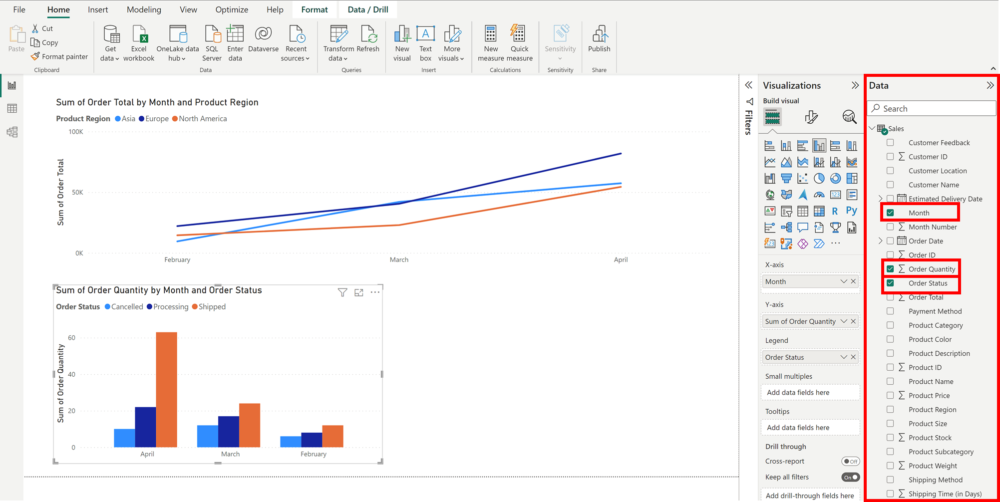 File Home Insert Modeling View Optimize Help Format Data / Drill
Paste
Cut
Copy
Format painter
Clipboard
Get data
Excel workbook
OneLake data hub
SQL Server
Enter data
Dataverse
Recent sources
Data
Transform data
Refresh
Queries
New visual
Text box
More visuals
Insert
New measure
Quick measure
Calculations
Sensitivity
Sensitivity
Publish
Share
Sum of Order Total by Month and Product Region
Product Region Asia Europe North America
100K
50K
0K
Sum of Order Total
February March April
Sum of Order Quantity by Month and Order Status
Order Status Cancelled Processing Shipped
60
40
20
0
Sum of Order Quantity
April March February
Filters
Visualizations
Build visual
123
R
Py
123
X-axis
Month
Y-axis
Sum of Order Quantity
Legend
Order Status
Small multiples
Add data fields here
Tooltips
Add data fields here
Drill through
Cross-report Off
Keep all filters On
Add drill-through fields here
Data
Search
Sales
Customer Feedback
Σ Customer ID
Customer Location
Customer Name
Estimated Delivery Date
Month
Σ Month Number
Order Date
Σ Order ID
Σ Order Quantity
Order Status
Σ Order Total
Payment Method
Product Category
Product Color
Product Description
Σ Product ID
Product Name
Σ Product Price
Product Region
Product Size
Σ Product Stock
Product Subcategory
Σ Product Weight
Shipping Method
Σ Shipping Time (in Days)